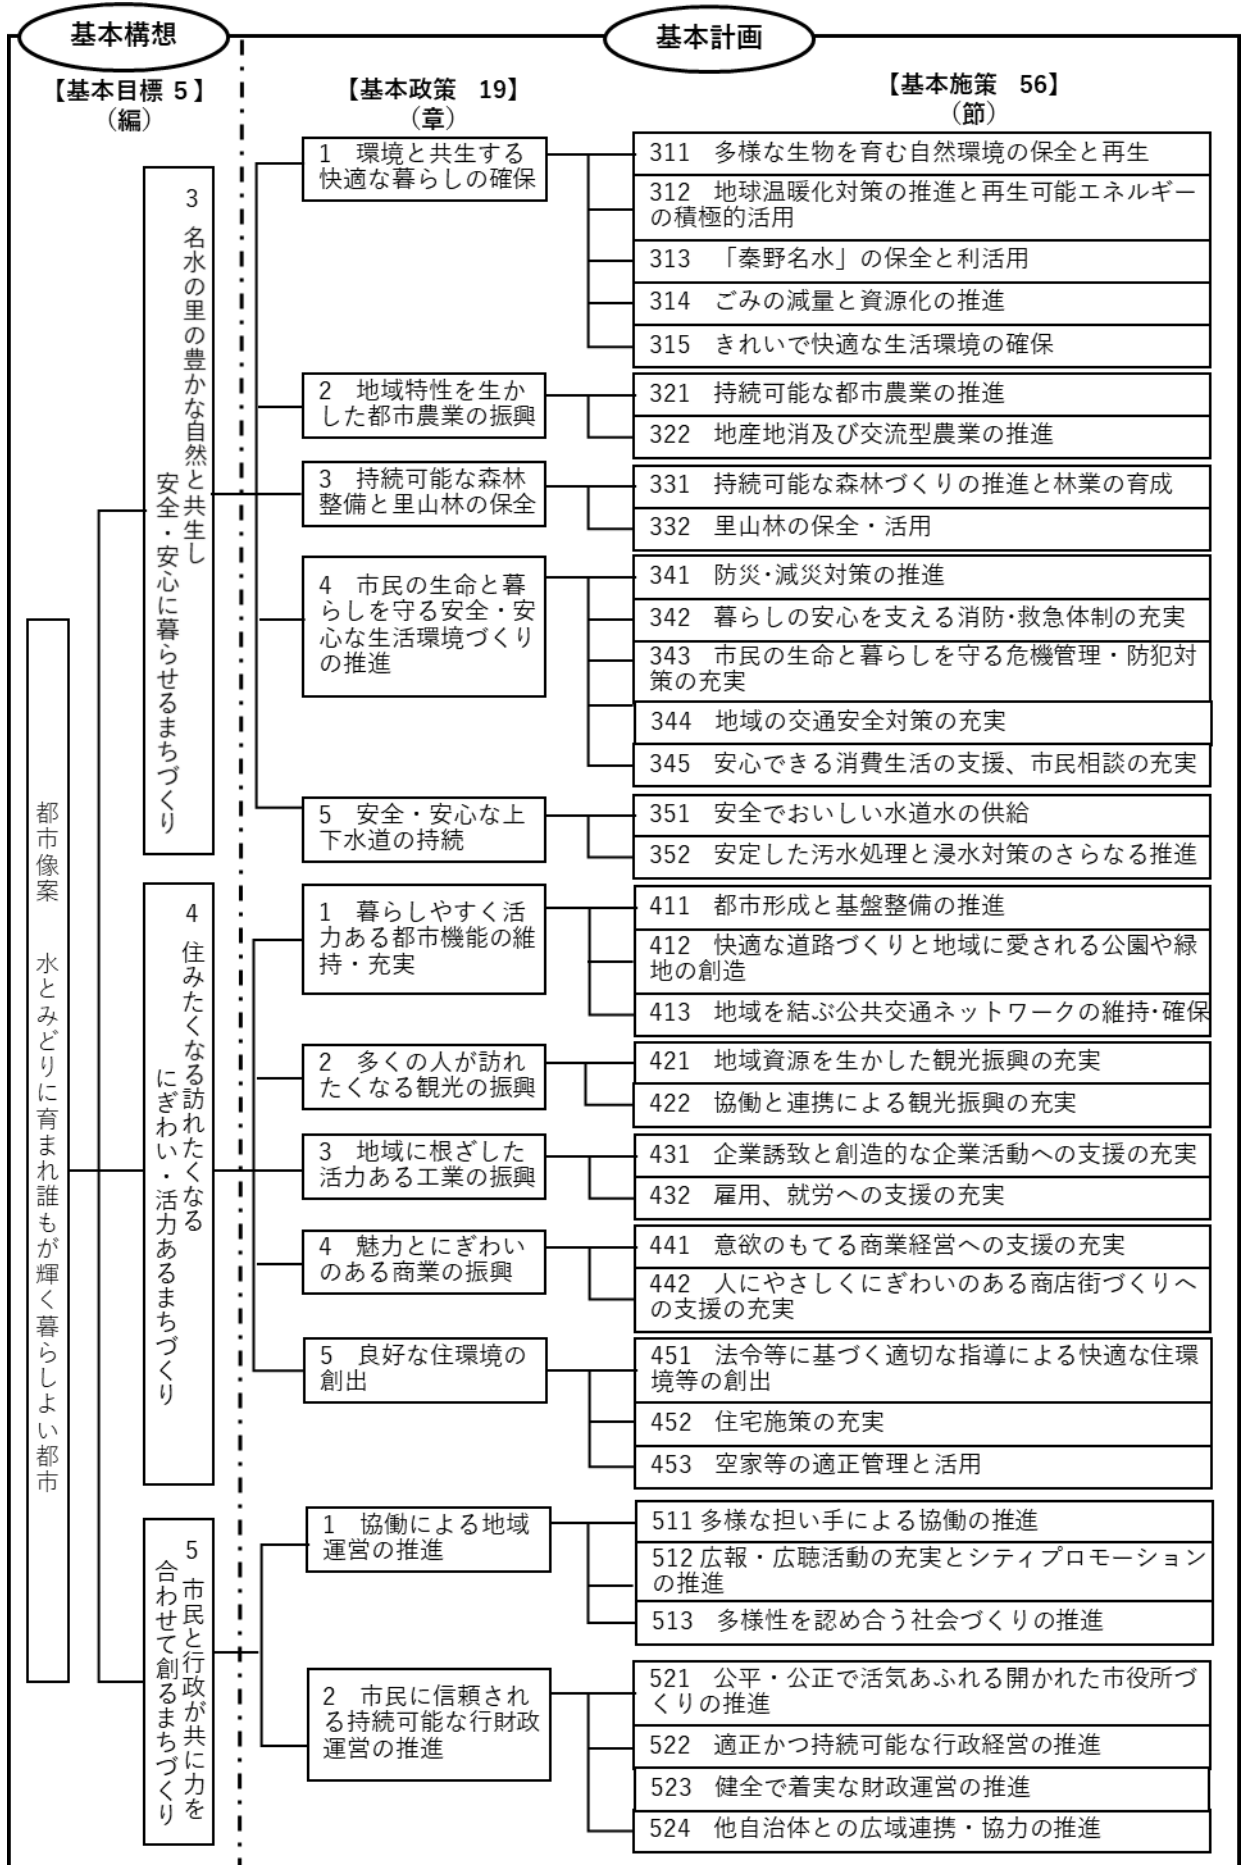 基本構想
基本計画
【基本目標 5】
（編）
【基本政策　19】
（章）
【基本施策　56】
（節）
都市像案　水とみどりに育まれ誰もが輝く暮らしよい都市
3　名水の里の豊かな自然と共生し
安全・安心に暮らせるまちづくり
1　環境と共生する
快適な暮らしの確保
311　多様な生物を育む自然環境の保全と再生
312　地球温暖化対策の推進と再生可能エネルギー
の積極的活用
313　「秦野名水」の保全と利活用
314　ごみの減量と資源化の推進
315　きれいで快適な生活環境の確保
2　地域特性を生か
した都市農業の振興
321　持続可能な都市農業の推進
322　地産地消及び交流型農業の推進
3　持続可能な森林
整備と里山林の保全
331　持続可能な森林づくりの推進と林業の育成
332　里山林の保全・活用
4　市民の生命と暮
らしを守る安全・安
心な生活環境づくり
の推進
341　防災･減災対策の推進
342　暮らしの安心を支える消防･救急体制の充実
343　市民の生命と暮らしを守る危機管理・防犯対
策の充実
344　地域の交通安全対策の充実
345　安心できる消費生活の支援、市民相談の充実
5　安全・安心な上
下水道の持続
351　安全でおいしい水道水の供給
352　安定した汚水処理と浸水対策のさらなる推進
4　住みたくなる訪れたくなる
にぎわい・活力あるまちづくり
1　暮らしやすく活
力ある都市機能の維
持・充実
411　都市形成と基盤整備の推進
412　快適な道路づくりと地域に愛される公園や緑
地の創造
413　地域を結ぶ公共交通ネットワークの維持･確保
2　多くの人が訪れ
たくなる観光の振興
421　地域資源を生かした観光振興の充実
422　協働と連携による観光振興の充実
3　地域に根ざした
活力ある工業の振興
431　企業誘致と創造的な企業活動への支援の充実
432　雇用、就労への支援の充実
4　魅力とにぎわい
のある商業の振興
441　意欲のもてる商業経営への支援の充実
442　人にやさしくにぎわいのある商店街づくりへ
の支援の充実
5　良好な住環境の
創出
451　法令等に基づく適切な指導による快適な住環
境等の創出
452　住宅施策の充実
453　空家等の適正管理と活用
5　市民と行政が共に力を
合わせて創るまちづくり
1　協働による地域
運営の推進
511 多様な担い手による協働の推進
512 広報・広聴活動の充実とシティプロモーション
の推進
513　多様性を認め合う社会づくりの推進
2　市民に信頼され
る持続可能な行財政
運営の推進
521　公平・公正で活気あふれる開かれた市役所づ
くりの推進
522　適正かつ持続可能な行政経営の推進
523　健全で着実な財政運営の推進
524　他自治体との広域連携・協力の推進